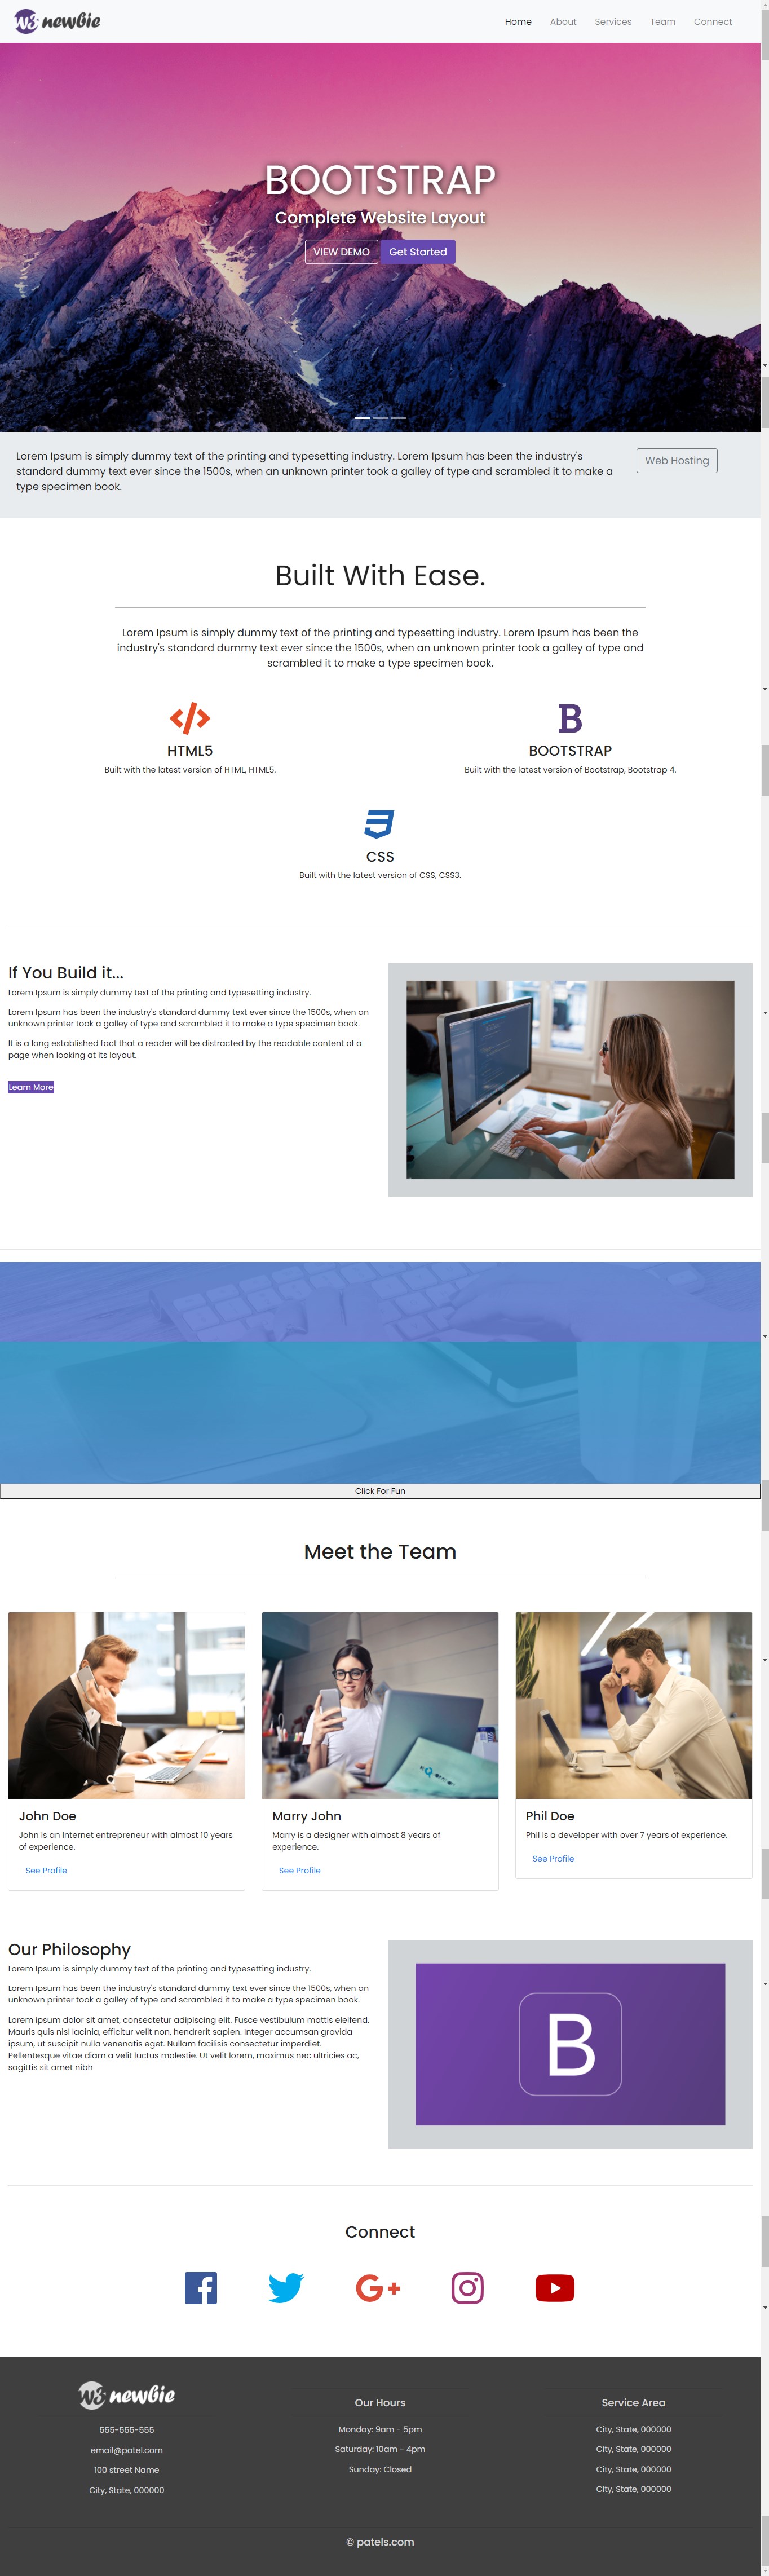 W3 newbie
Home About Services Team Connect
BOOTSTRAP
Complete Website Layout
VIEW DEMO Get Started
Lorem Ipsum is simply dummy text of the printing and typesetting industry. Lorem Ipsum has been the industry's
standard dummy text ever since the 1500s, when an unknown printer took a galley of type and scrambled it to make a
type specimen book.
Web Hosting
Built With Ease.
Lorem Ipsum is simply dummy text of the printing and typesetting industry. Lorem Ipsum has been the
industry's standard dummy text ever since the 1500s, when an unknown printer took a galley of type and
scrambled it to make a type specimen book.
HTML5
Built with the latest version of HTML, HTML5.
B
BOOTSTRAP
Built with the latest version of Bootstrap, Bootstrap 4.
CSS
Built with the latest version of CSS, CSS3.
If You Build it...
Lorem Ipsum is simply dummy text of the printing and typesetting industry.
Lorem Ipsum has been the industry's standard dummy text ever since the 1500s, when an
unknown printer took a galley of type and scrambled it to make a type specimen book.
It is a long established fact that a reader will be distracted by the readable content of a
page when looking at its layout.
Learn More
Click For Fun
Meet the Team
John Doe
John is an Internet entrepreneur with almost 10 years
of experience.
See Profile
Marry John
Marry is a designer with almost 8 years of
experience.
See Profile
Phil Doe
Phil is a developer with over 7 years of experience.
See Profile
Our Philosophy
Lorem Ipsum is simply dummy text of the printing and typesetting industry.
Lorem Ipsum has been the industry's standard dummy text ever since the 1500s, when an
unknown printer took a galley of type and scrambled it to make a type specimen book.
Lorem ipsum dolor sit amet, consectetur adipiscing elit. Fusce vestibulum mattis eleifend.
Mauris quis nisl lacinia, efficitur velit non, hendrerit sapien. Integer accumsan gravida
ipsum, ut suscipit nulla venenatis eget. Nullam facilisis consectetur imperdiet.
Pellentesque vitae diam a velit luctus molestie. Ut velit lorem, maximus nec ultricies ac,
sagittis sit amet nibh
B
Connect
W3 newbie
555-555-555
email@patel.com
100 street Name
City, State, 000000
Our Hours
Monday: 9am - 5pm
Saturday: 10am - 4pm
Sunday: Closed
Service Area
City, State, 000000
City, State, 000000
City, State, 000000
City, State, 000000
© patels.com